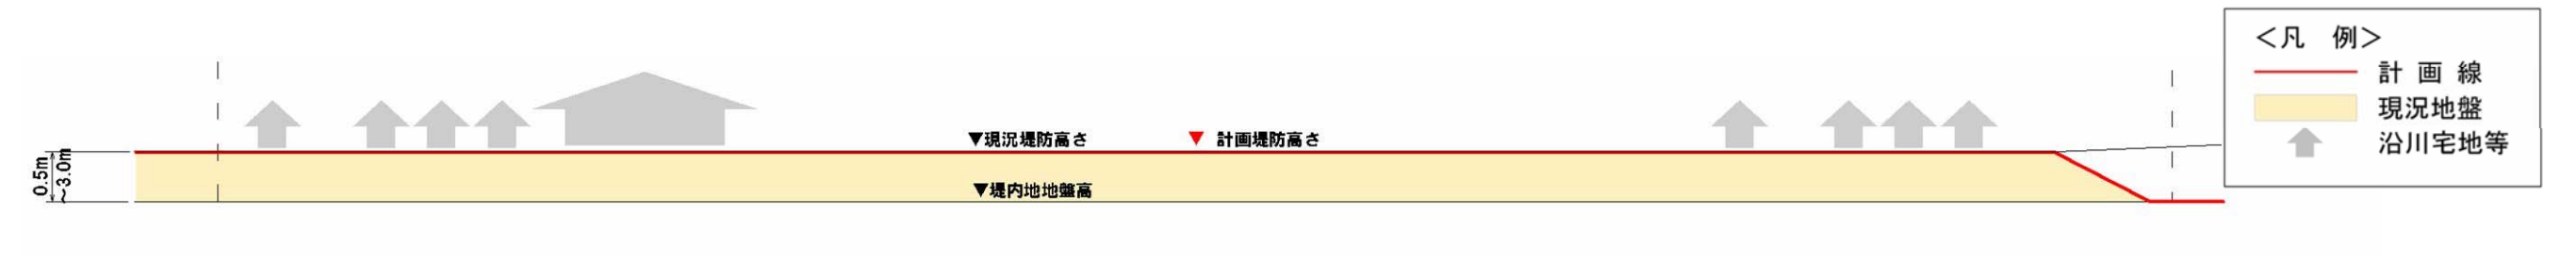 <凡　例>
計 画 線
現況地盤
沿川宅地等
▼現況堤防高さ
▼ 計画堤防高さ
▼堤内地地盤高
0.5m
~3.0m